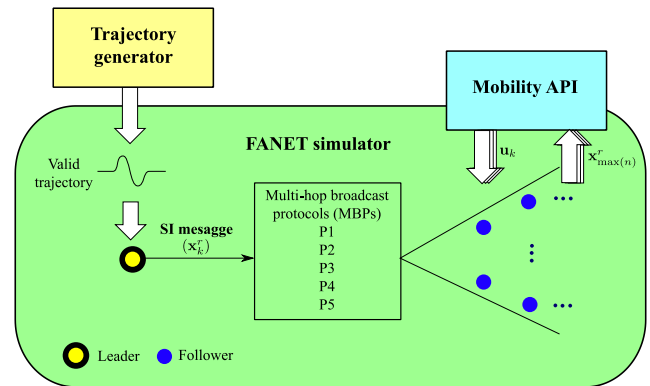 Trajectory
generator
Mobility API
FANET simulator
u_k
x^r_max(n)
Valid
trajectory
SI mesagge
(x^r_k)
Multi-hop broadcast
protocols (MBPs)
P1
P2
P3
P4
P5
Leader
Follower